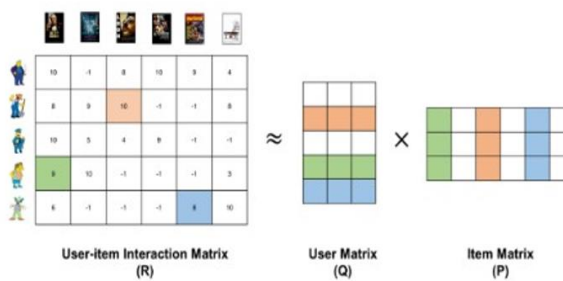 10 -1 8 10 3 4
8 9 10 -1 -1 8
≈
×
10 5 4 9 -1 -1
9 10 -1 -1 -1 3
6 -1 -1 -1 8 10
User-item Interaction Matrix
(R)
User Matrix
(Q)
Item Matrix
(P)